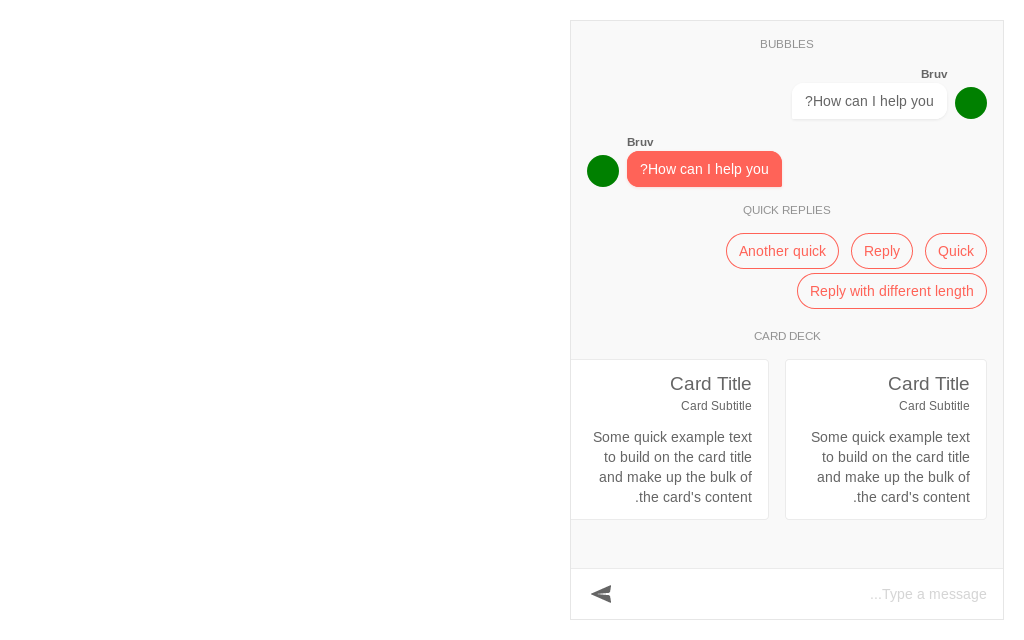 BUBBLES
Bruv
?How can I help you
Bruv
?How can I help you
QUICK REPLIES
Quick
Reply
Another quick
Reply with different length
CARD DECK
Card Title
Card Subtitle
Some quick example text
to build on the card title
and make up the bulk of
.the card's content
Card Title
Card Subtitle
Some quick example text
to build on the card title
and make up the bulk of
.the card's content
...Type a message